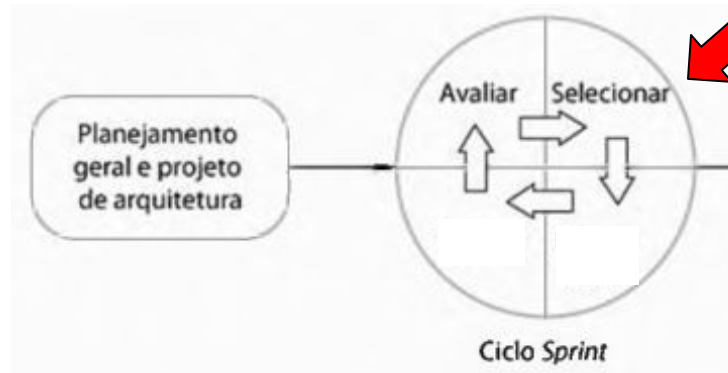 Avaliar Selecionar
Planejamento
geral e projeto
de arquitetura
Ciclo Sprint